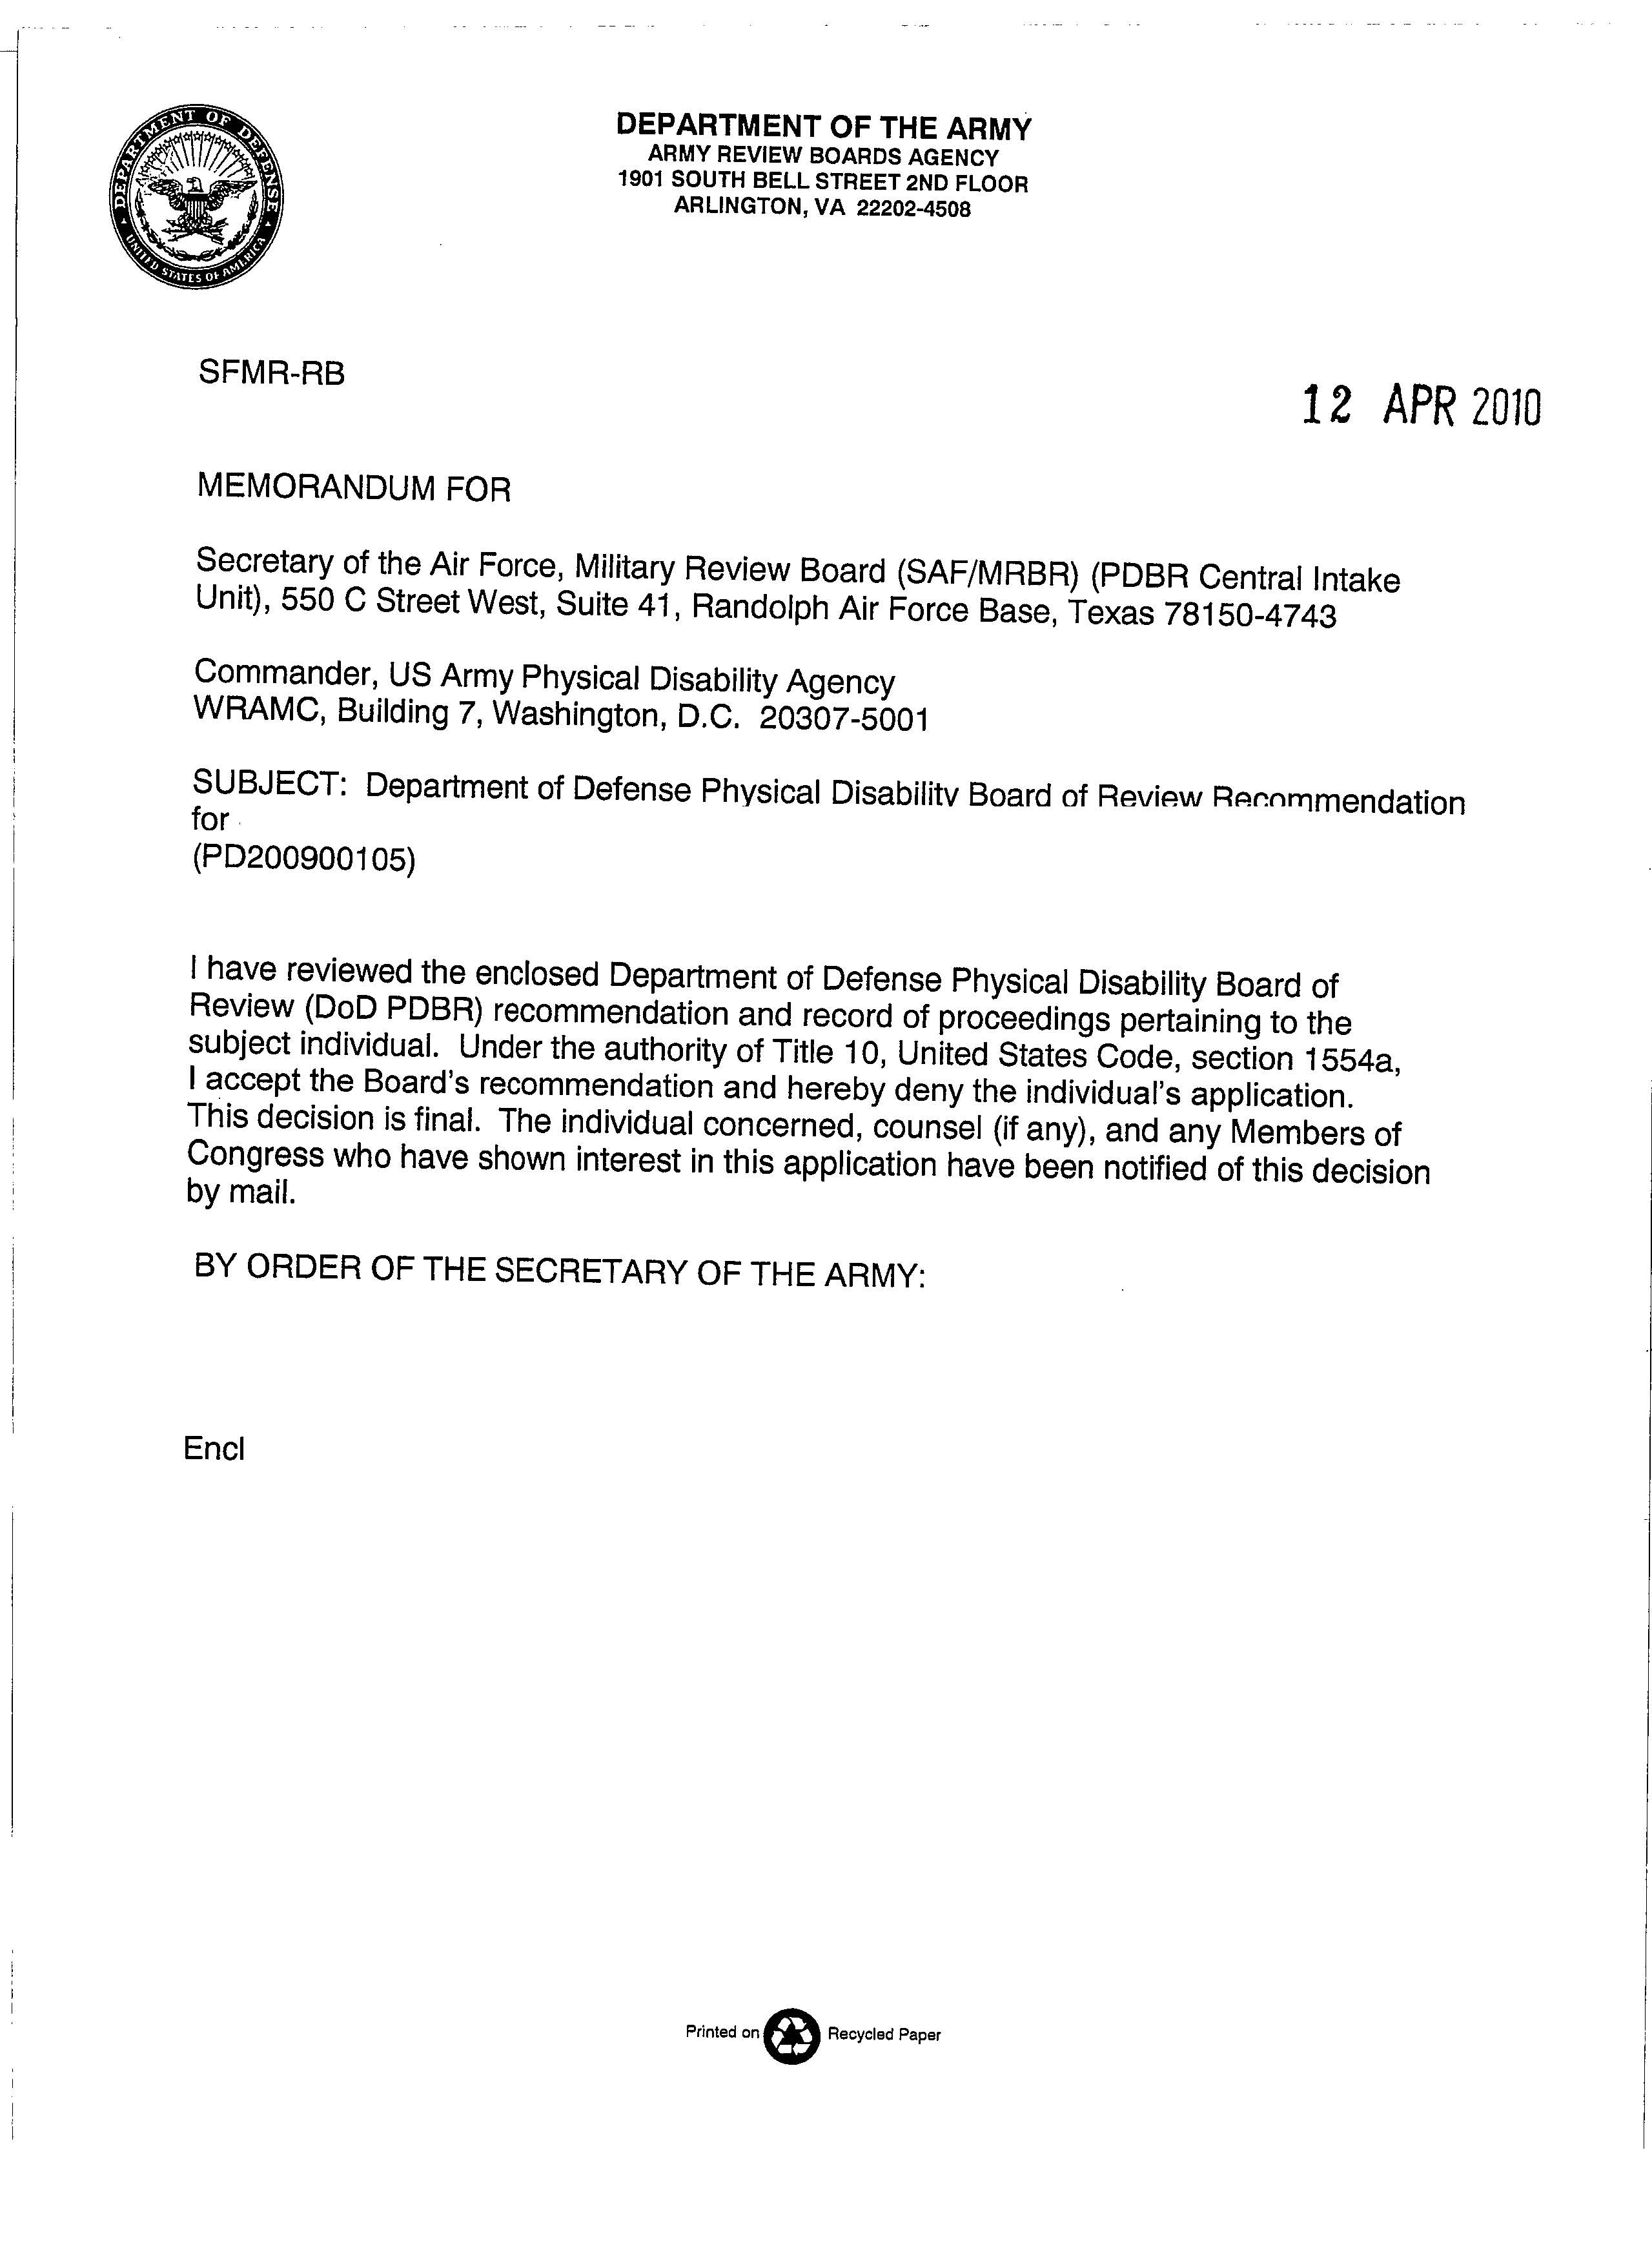 DEPARTMENT OF DEFENSE
UNITED STATES OF AMERICA
DEPARTMENT OF THE ARMY
ARMY REVIEW BOARDS AGENCY
1901 SOUTH BELL STREET 2ND FLOOR
ARLINGTON, VA 22202-4508
SFMR-RB
12 APR 2010
MEMORANDUM FOR
Secretary of the Air Force, Military Review Board (SAF/MRBR) (PDBR Central Intake
Unit), 550 C Street West, Suite 41, Randolph Air Force Base, Texas 78150-4743
Commander, US Army Physical Disability Agency
WRAMC, Building 7, Washington, D.C. 20307-5001
SUBJECT: Department of Defense Physical Disability Board of Review Recommendation
for
(PD200900105)
I have reviewed the enclosed Department of Defense Physical Disability Board of
Review (DoD PDBR) recommendation and record of proceedings pertaining to the
subject individual. Under the authority of Title 10, United States Code, section 1554a,
I accept the Board's recommendation and hereby deny the individual's application.
This decision is final. The individual concerned, counsel (if any), and any Members of
Congress who have shown interest in this application have been notified of this decision
by mail.
BY ORDER OF THE SECRETARY OF THE ARMY:
Encl
Printed on Recycled Paper